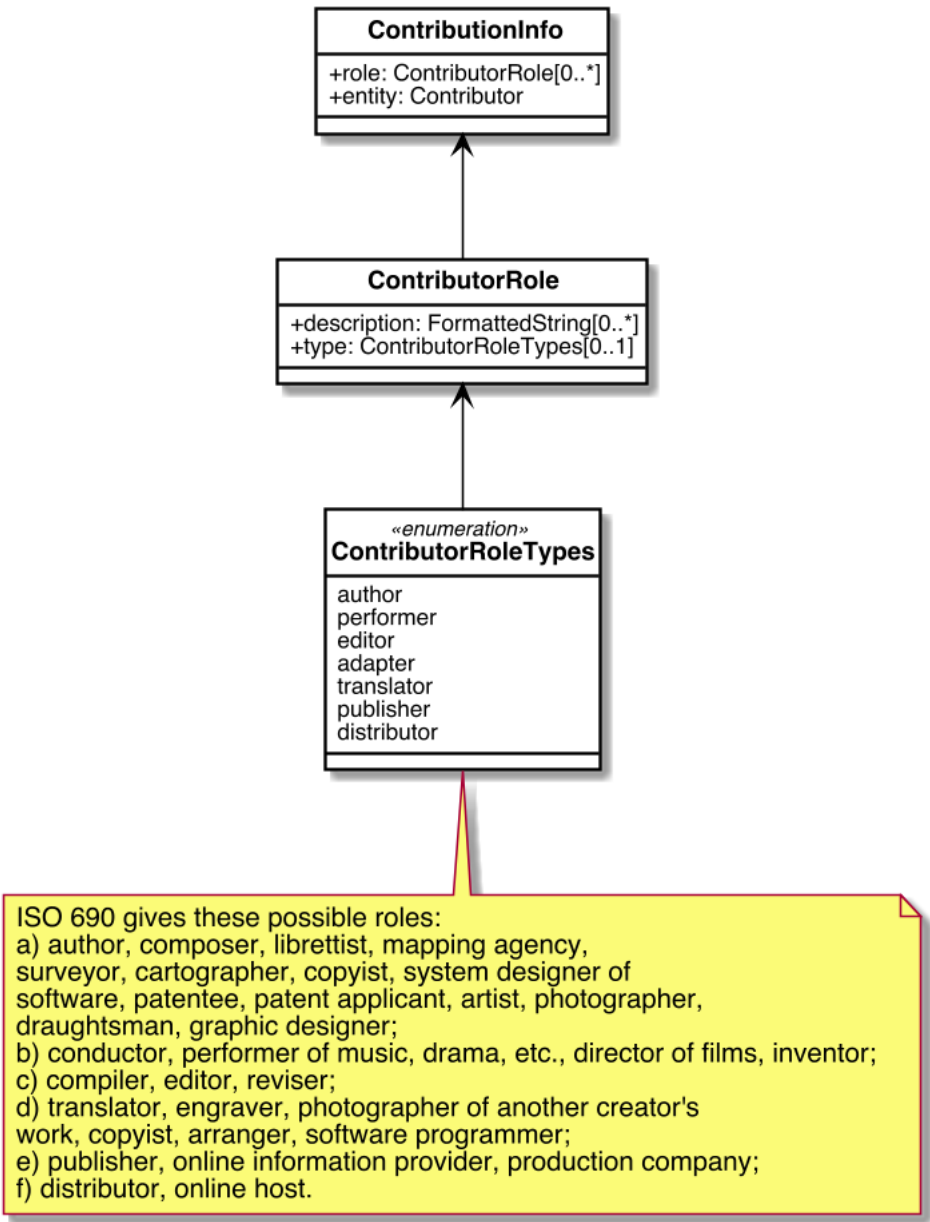 ContributionInfo
+role: ContributorRole[0..*]
+entity: Contributor
ContributorRole
+description: FormattedString[0..*]
+type: ContributorRoleTypes[0..1]
«enumeration»
ContributorRoleTypes
author
performer
editor
adapter
translator
publisher
distributor
ISO 690 gives these possible roles:
a) author, composer, librettist, mapping agency,
surveyor, cartographer, copyist, system designer of
software, patentee, patent applicant, artist, photographer,
draughtsman, graphic designer;
b) conductor, performer of music, drama, etc., director of films, inventor;
c) compiler, editor, reviser;
d) translator, engraver, photographer of another creator's
work, copyist, arranger, software programmer;
e) publisher, online information provider, production company;
f) distributor, online host.